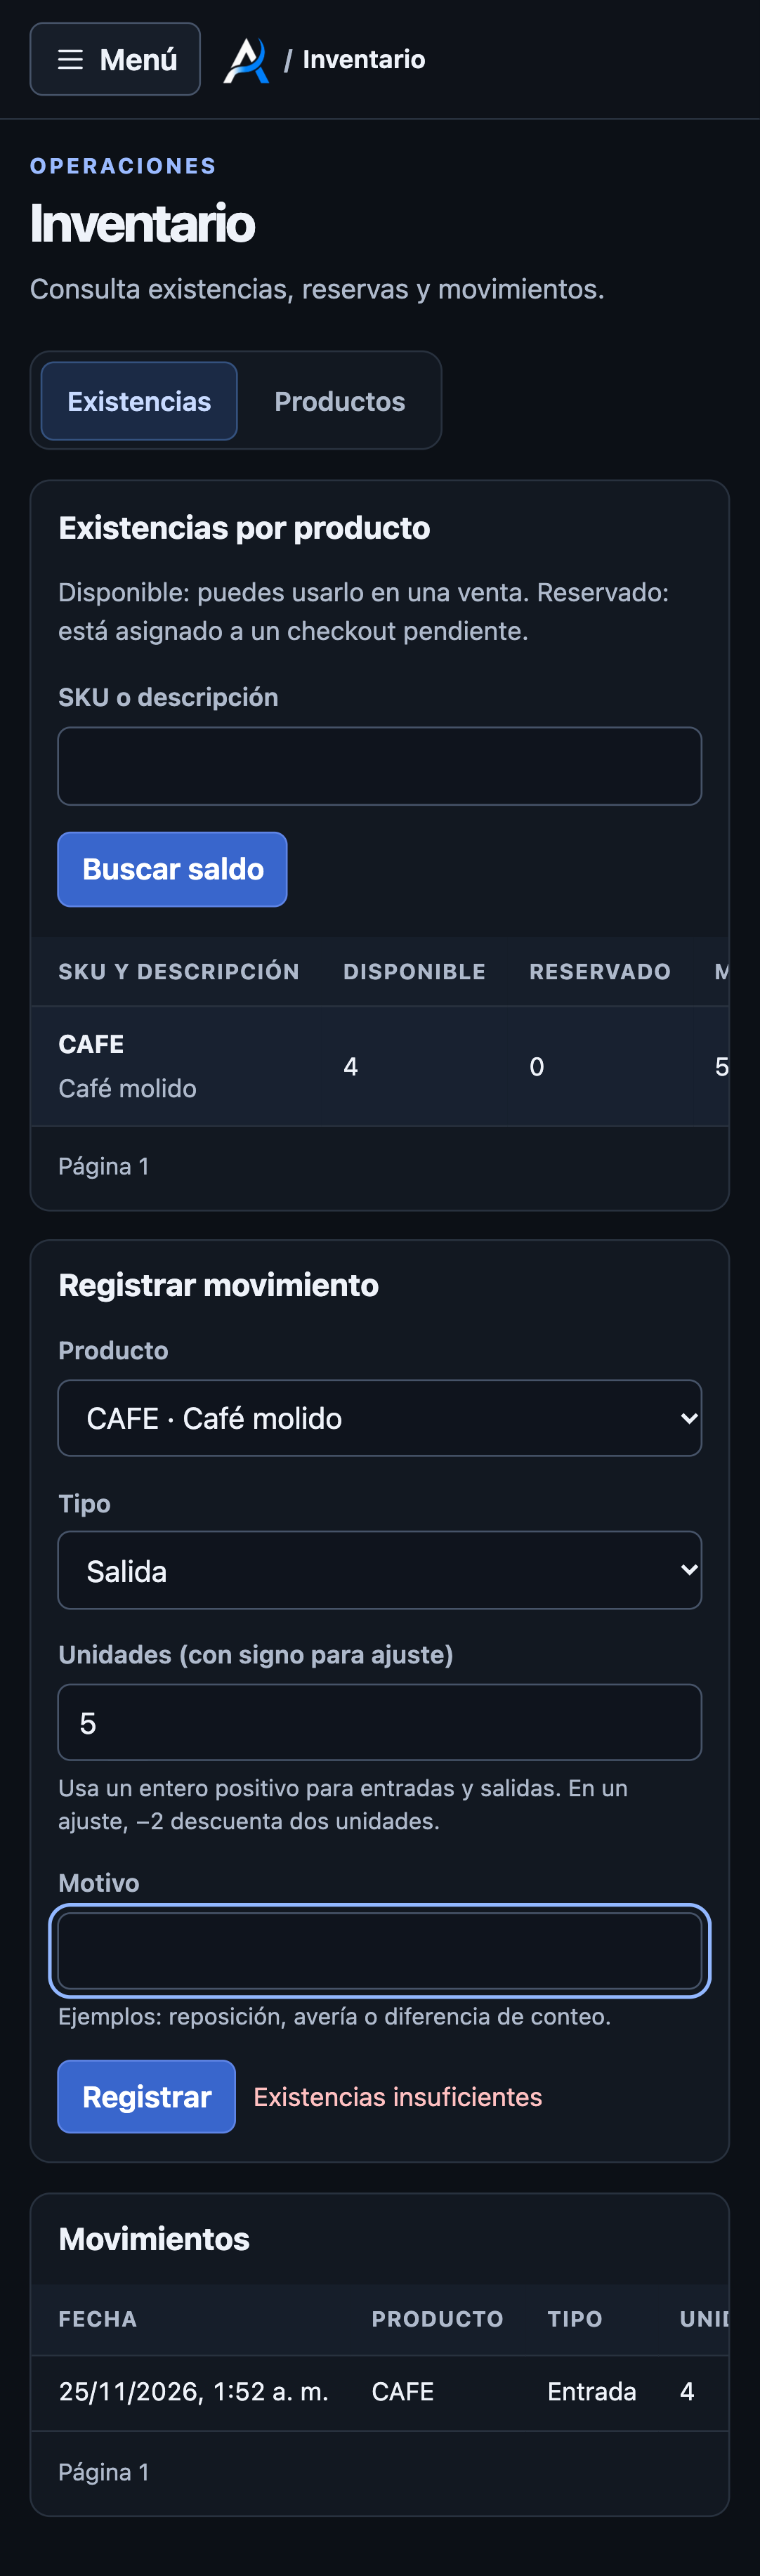 Menú
/ Inventario
OPERACIONES
Inventario
Consulta existencias, reservas y movimientos.
Existencias Productos
Existencias por producto
Disponible: puedes usarlo en una venta. Reservado:
está asignado a un checkout pendiente.
SKU o descripción
Buscar saldo
SKU Y DESCRIPCIÓN DISPONIBLE RESERVADO M
CAFE
Café molido
4 0 5
Página 1
Registrar movimiento
Producto
CAFE · Café molido
Tipo
Salida
Unidades (con signo para ajuste)
5
Usa un entero positivo para entradas y salidas. En un
ajuste, −2 descuenta dos unidades.
Motivo
Ejemplos: reposición, avería o diferencia de conteo.
Registrar Existencias insuficientes
Movimientos
FECHA PRODUCTO TIPO UNID
25/11/2026, 1:52 a. m. CAFE Entrada 4
Página 1